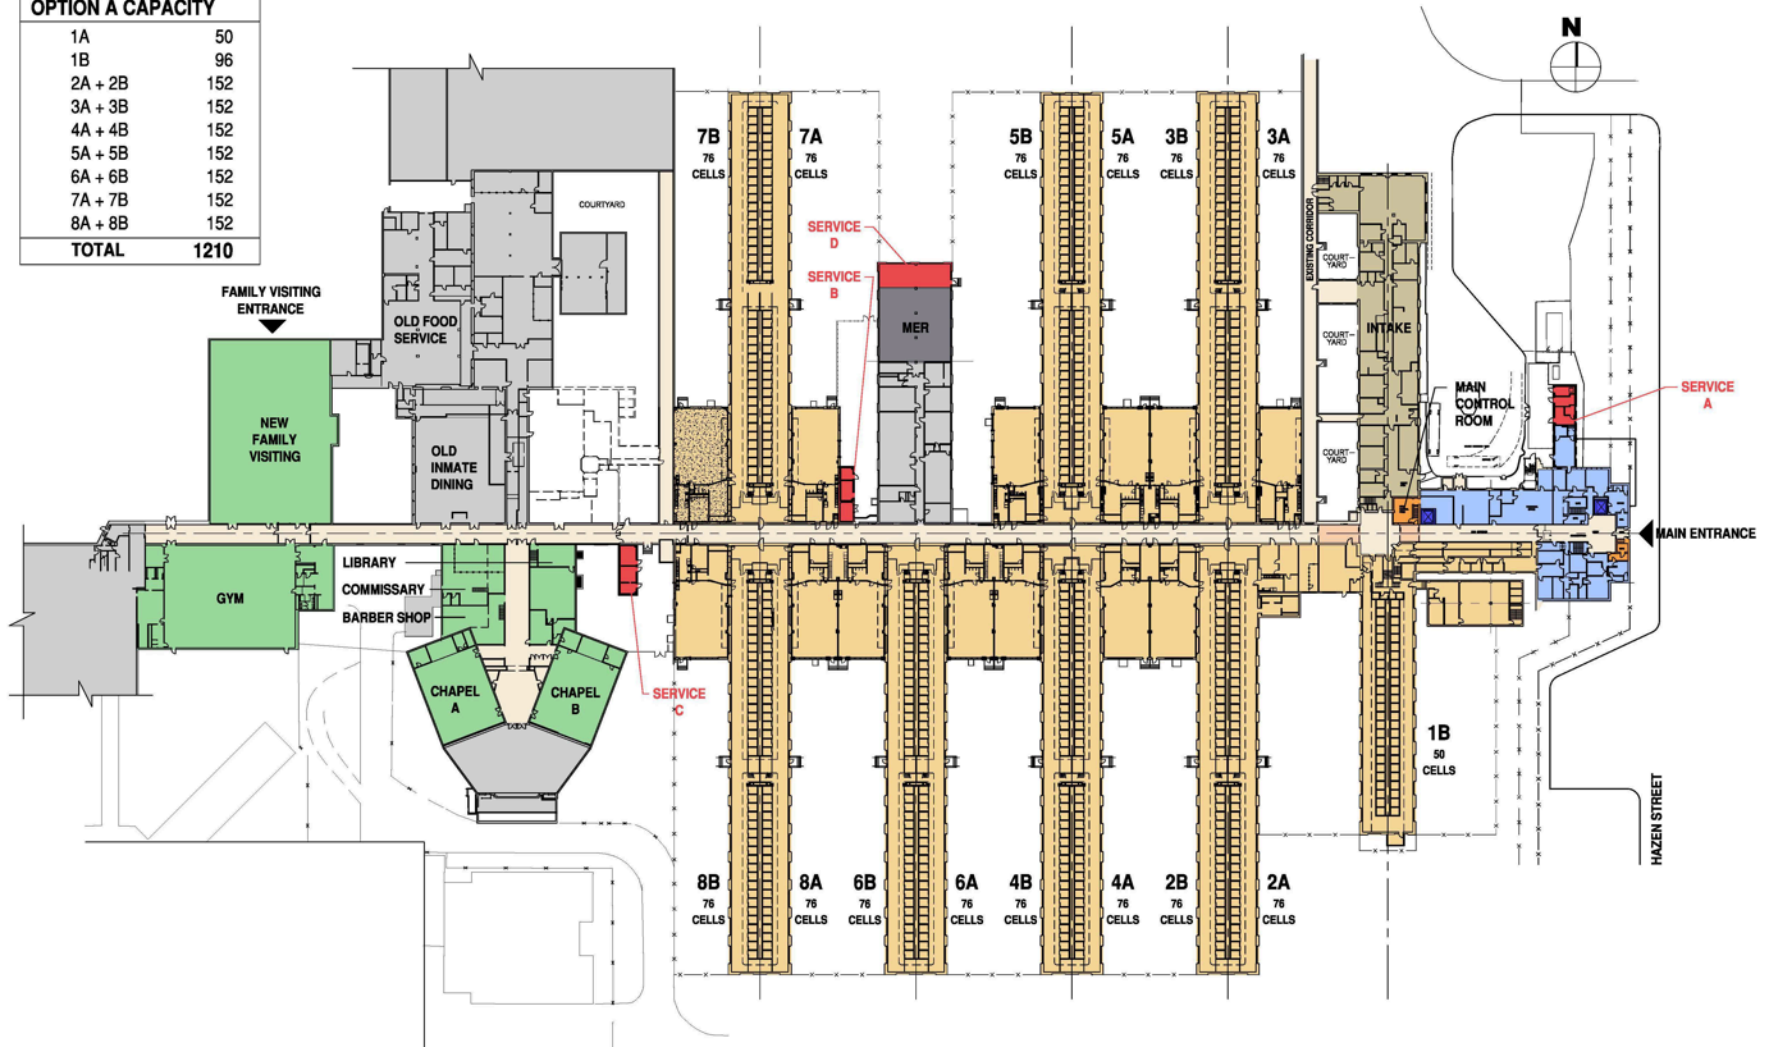 OPTION A CAPACITY
1A 50
1B 96
2A + 2B 152
3A + 3B 152
4A + 4B 152
5A + 5B 152
6A + 6B 152
7A + 7B 152
8A + 8B 152
TOTAL 1210
N
7B
76
CELLS
7A
76
CELLS
5B
76
CELLS
5A
76
CELLS
3B
76
CELLS
3A
76
CELLS
COURTYARD
SERVICE
D
SERVICE
B
EXISTING CORRIDOR
COURT-
YARD
COURT-
YARD
COURT-
YARD
FAMILY VISITING
ENTRANCE
OLD FOOD
SERVICE
MER
INTAKE
MAIN
CONTROL
ROOM
SERVICE
A
NEW
FAMILY
VISITING
OLD
INMATE
DINING
MAIN ENTRANCE
LIBRARY
COMMISSARY
BARBER SHOP
GYM
CHAPEL
A
CHAPEL
B
SERVICE
C
1B
50
CELLS
HAZEN STREET
8B
76
CELLS
8A
76
CELLS
6B
76
CELLS
6A
76
CELLS
4B
76
CELLS
4A
76
CELLS
2B
76
CELLS
2A
76
CELLS